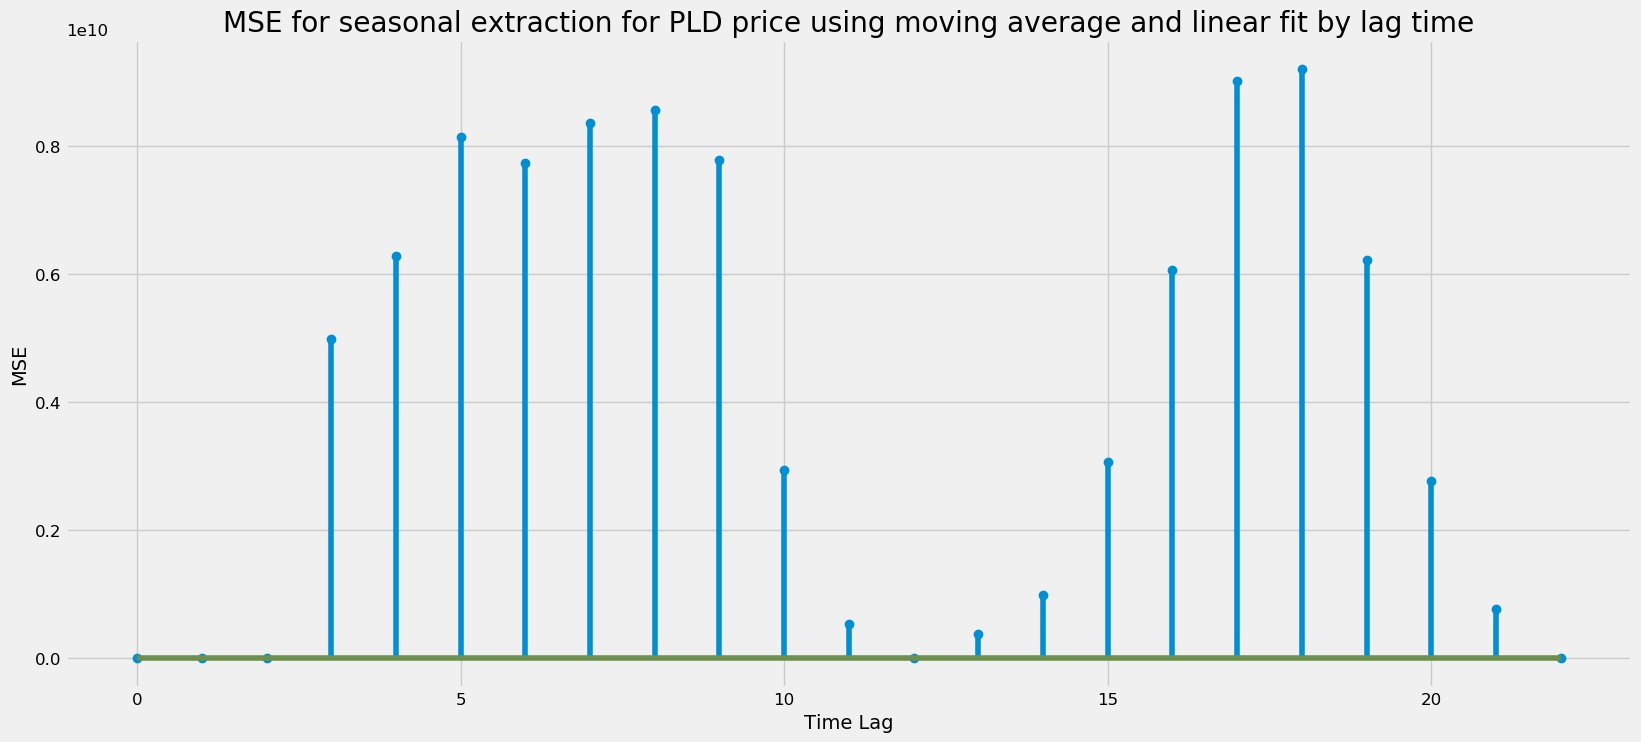 MSE for seasonal extraction for PLD price using moving average and linear fit by lag time
1e10
0.8
0.6
0.4
0.2
0.0
MSE
0 5 10 15 20
Time Lag